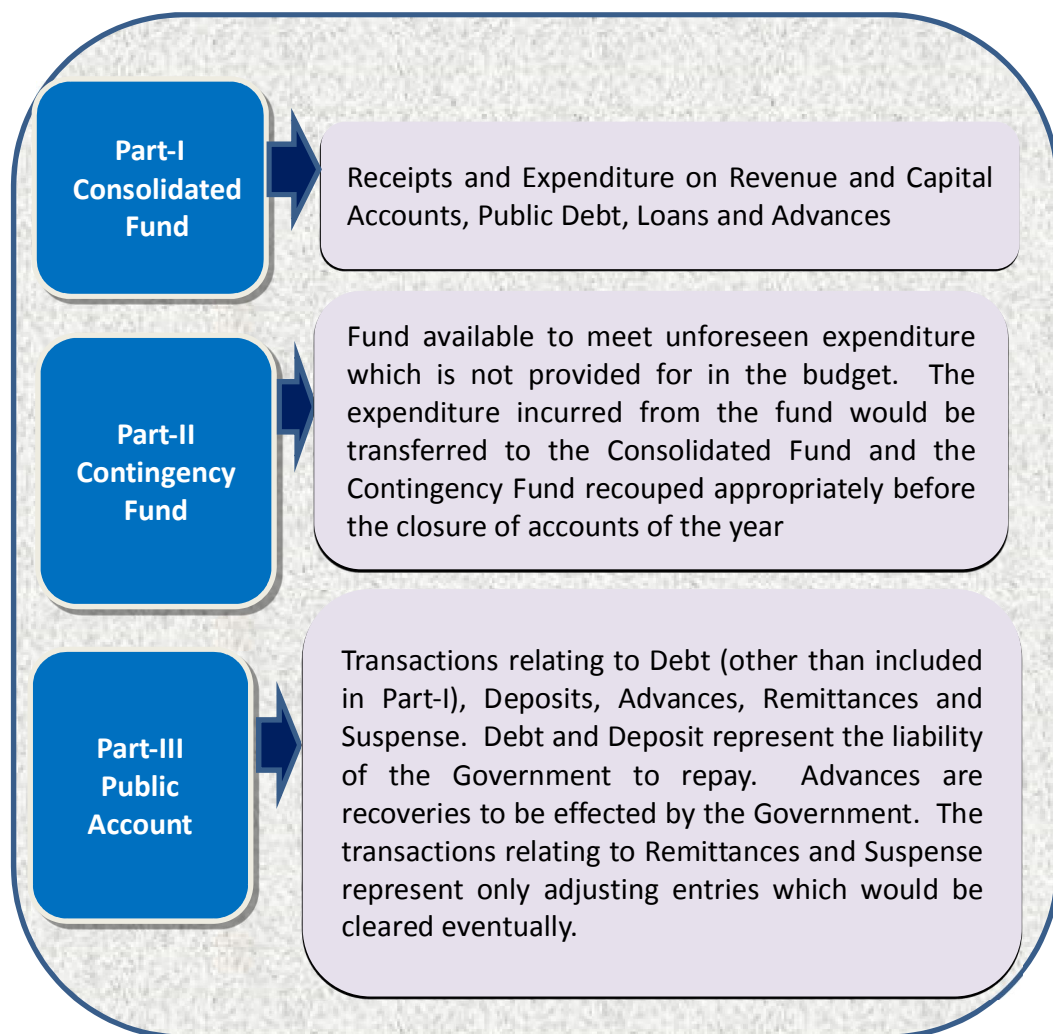 Part-I
Consolidated
Fund
Receipts and Expenditure on Revenue and Capital
Accounts, Public Debt, Loans and Advances
Part-II
Contingency
Fund
Fund available to meet unforeseen expenditure
which is not provided for in the budget. The
expenditure incurred from the fund would be
transferred to the Consolidated Fund and the
Contingency Fund recouped appropriately before
the closure of accounts of the year
Part-III
Public
Account
Transactions relating to Debt (other than included
in Part-I), Deposits, Advances, Remittances and
Suspense. Debt and Deposit represent the liability
of the Government to repay. Advances are
recoveries to be effected by the Government. The
transactions relating to Remittances and Suspense
represent only adjusting entries which would be
cleared eventually.